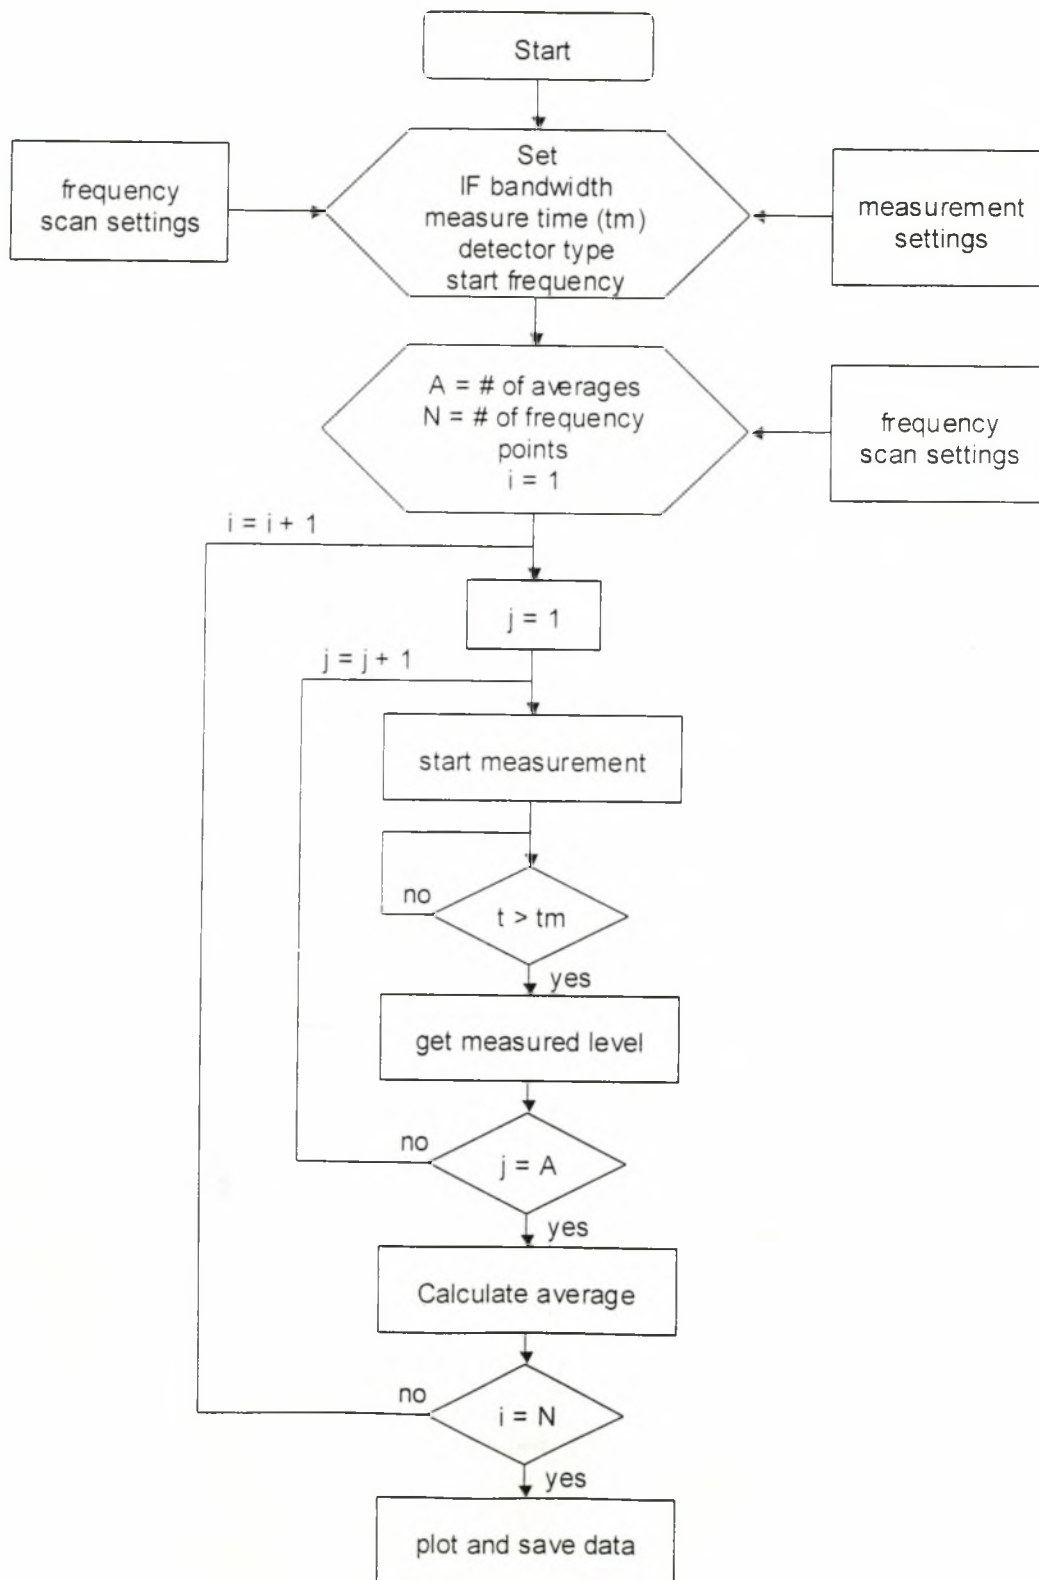 Start
frequency
scan settings
Set
IF bandwidth
measure time (tm)
detector type
start frequency
measurement
settings
A = # of averages
N = # of frequency
points
i = 1
frequency
scan settings
i = i + 1
j = 1
j = j + 1
start measurement
no
t > tm
yes
get measured level
no
j = A
yes
Calculate average
no
i = N
yes
plot and save data